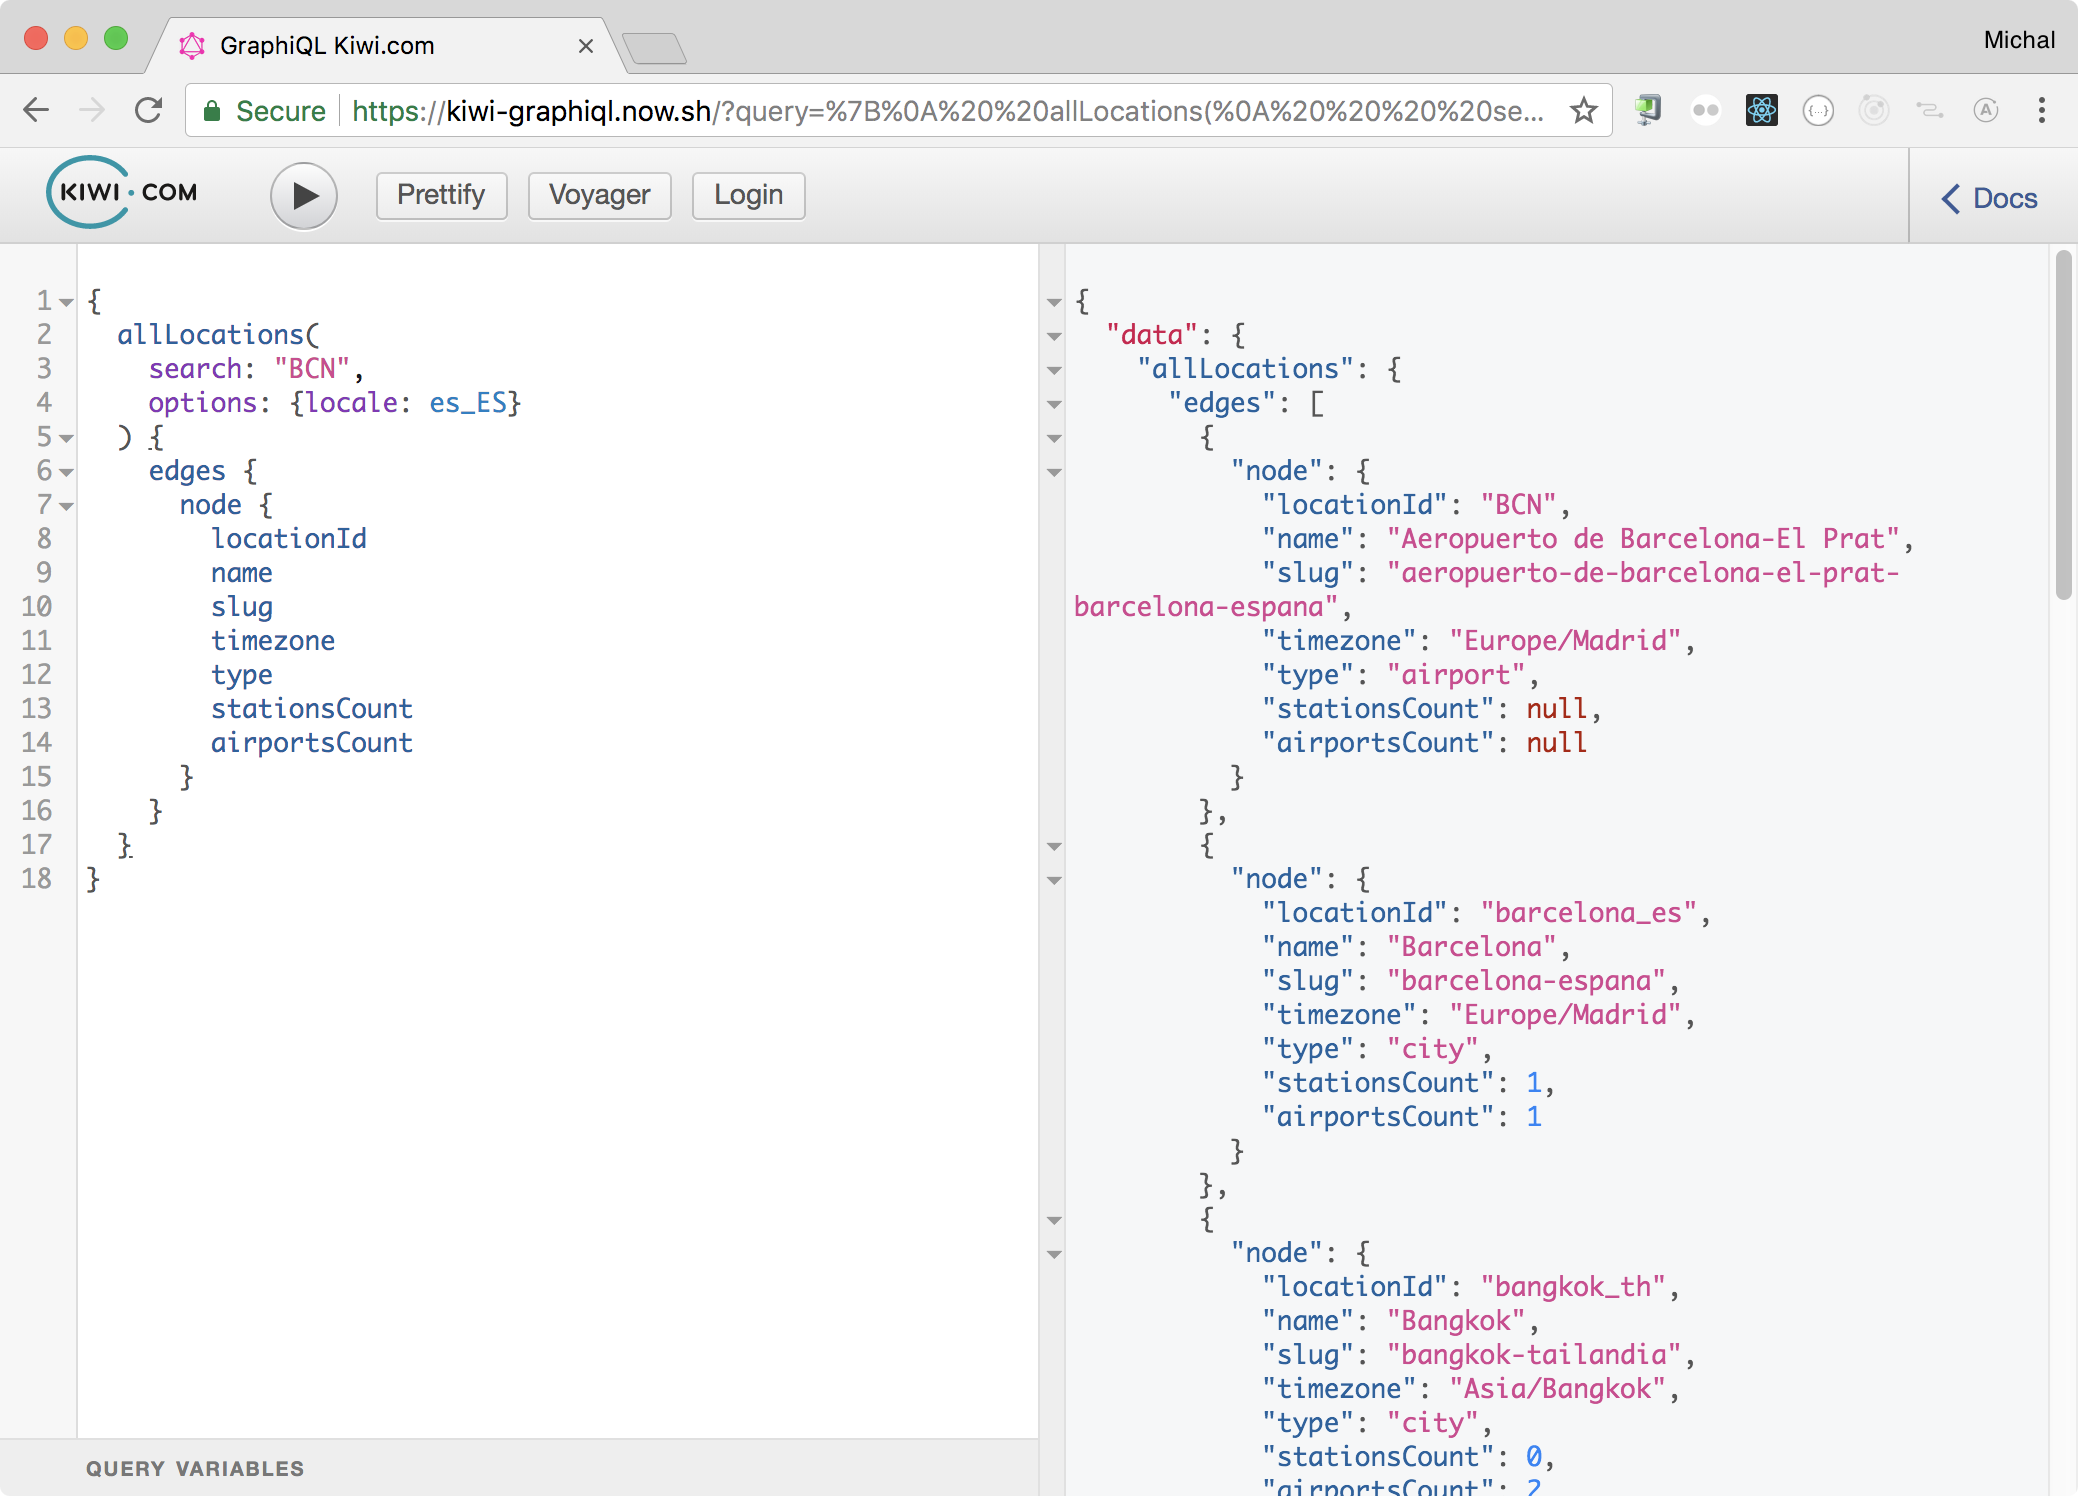 GraphiQL Kiwi.com
Michal
Secure https://kiwi-graphiql.now.sh/?query=%7B%0A%20%20allLocations(%0A%20%20%20%20se...
KIWI.COM
Prettify
Voyager
Login
Docs
1 {
2 allLocations(
3 search: "BCN",
4 options: {locale: es_ES}
5 ) {
6 edges {
7 node {
8 locationId
9 name
10 slug
11 timezone
12 type
13 stationsCount
14 airportsCount
15 }
16 }
17 }
18 }
QUERY VARIABLES
{
"data": {
"allLocations": {
"edges": [
{
"node": {
"locationId": "BCN",
"name": "Aeropuerto de Barcelona-El Prat",
"slug": "aeropuerto-de-barcelona-el-prat-
barcelona-espana",
"timezone": "Europe/Madrid",
"type": "airport",
"stationsCount": null,
"airportsCount": null
}
},
{
"node": {
"locationId": "barcelona_es",
"name": "Barcelona",
"slug": "barcelona-espana",
"timezone": "Europe/Madrid",
"type": "city",
"stationsCount": 1,
"airportsCount": 1
}
},
{
"node": {
"locationId": "bangkok_th",
"name": "Bangkok",
"slug": "bangkok-tailandia",
"timezone": "Asia/Bangkok",
"type": "city",
"stationsCount": 0,
"airportsCount": 2